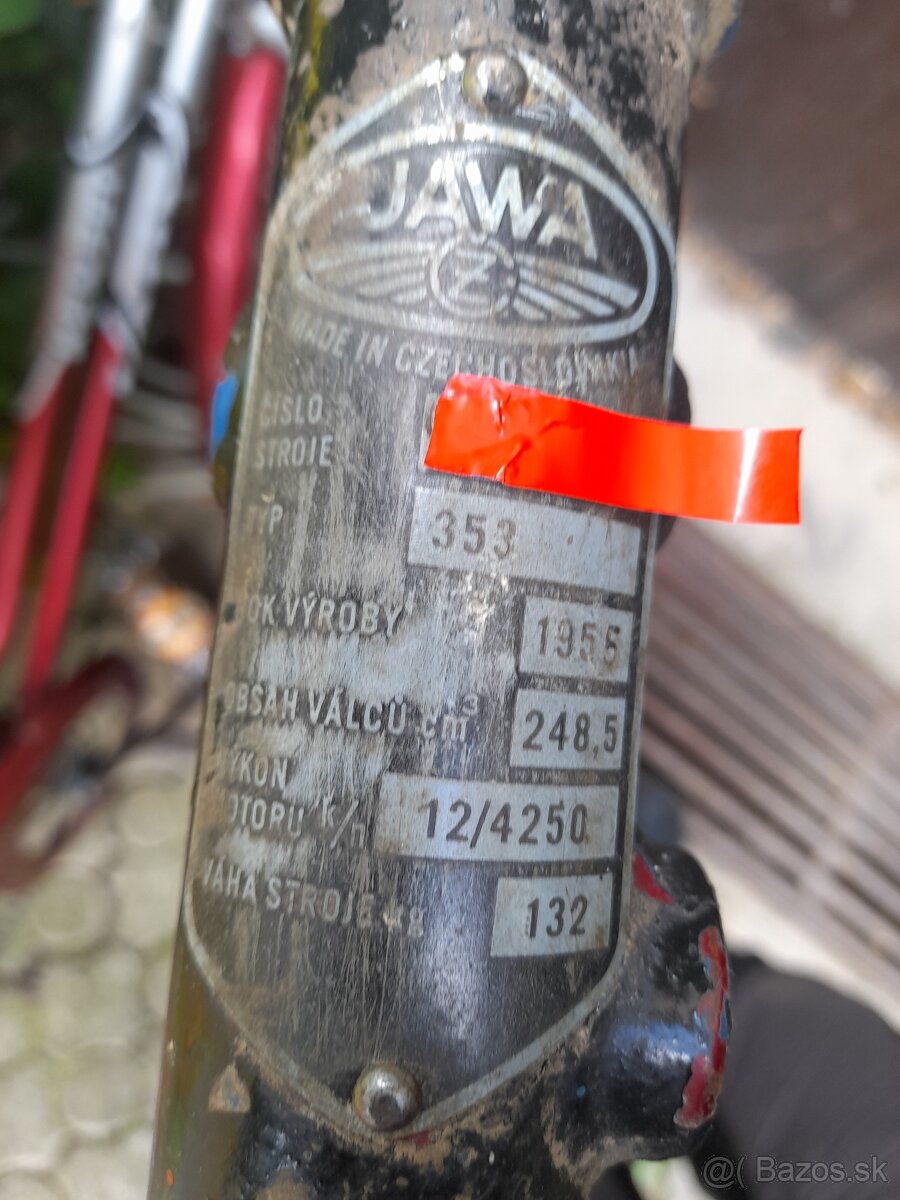 JAWA
MADE IN CZECHOSLOVAKIA
ČÍSLO
STROJE
TYP 353
ROK VÝROBY 1956
OBSAH VÁLCŮ cm³ 248,5
VÝKON
MOTORU k/n 12/4250
VÁHA STROJE kg 132
@( Bazos.sk